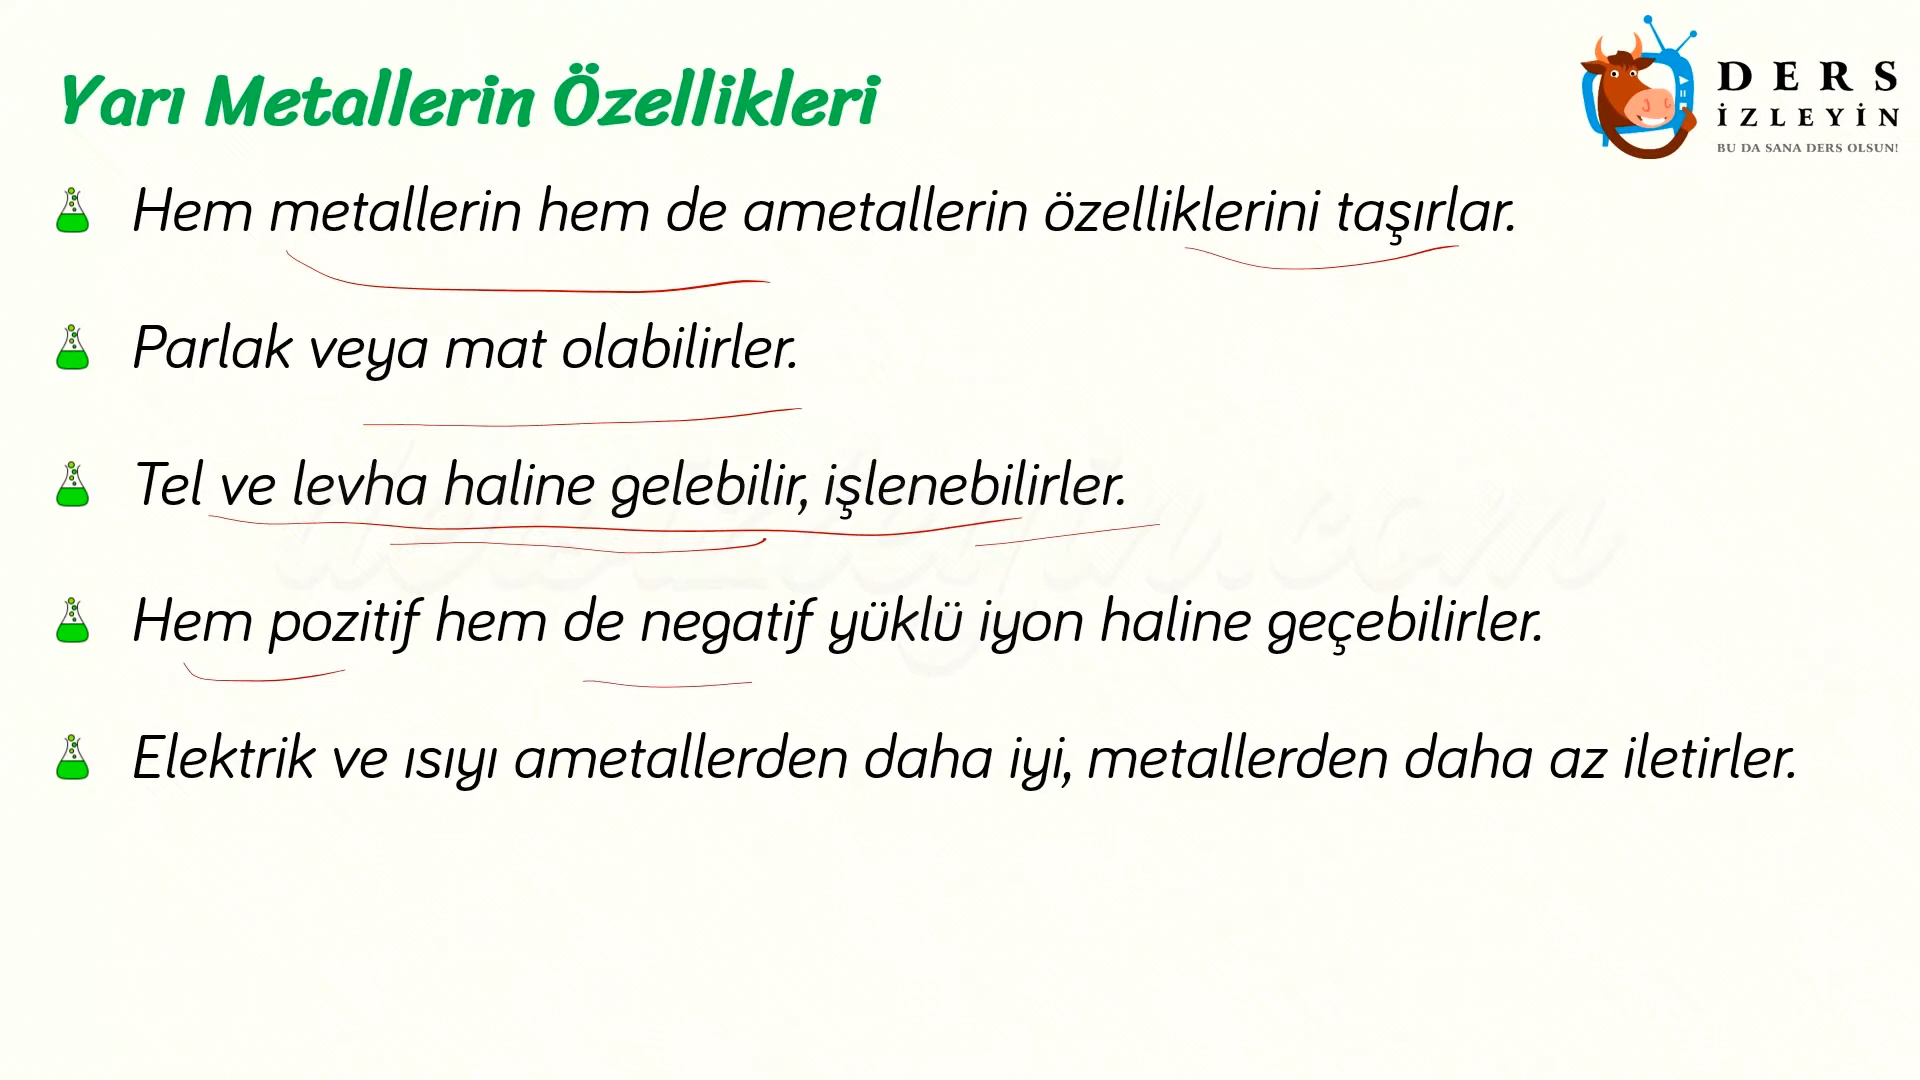 Yarı Metallerin Özellikleri
DERS
İZLEYİN
BU DA SANA DERS OLSUN!
Hem metallerin hem de ametallerin özelliklerini taşırlar.
Parlak veya mat olabilirler.
Tel ve levha haline gelebilir, işlenebilirler.
Hem pozitif hem de negatif yüklü iyon haline geçebilirler.
Elektrik ve ısıyı ametallerden daha iyi, metallerden daha az iletirler.